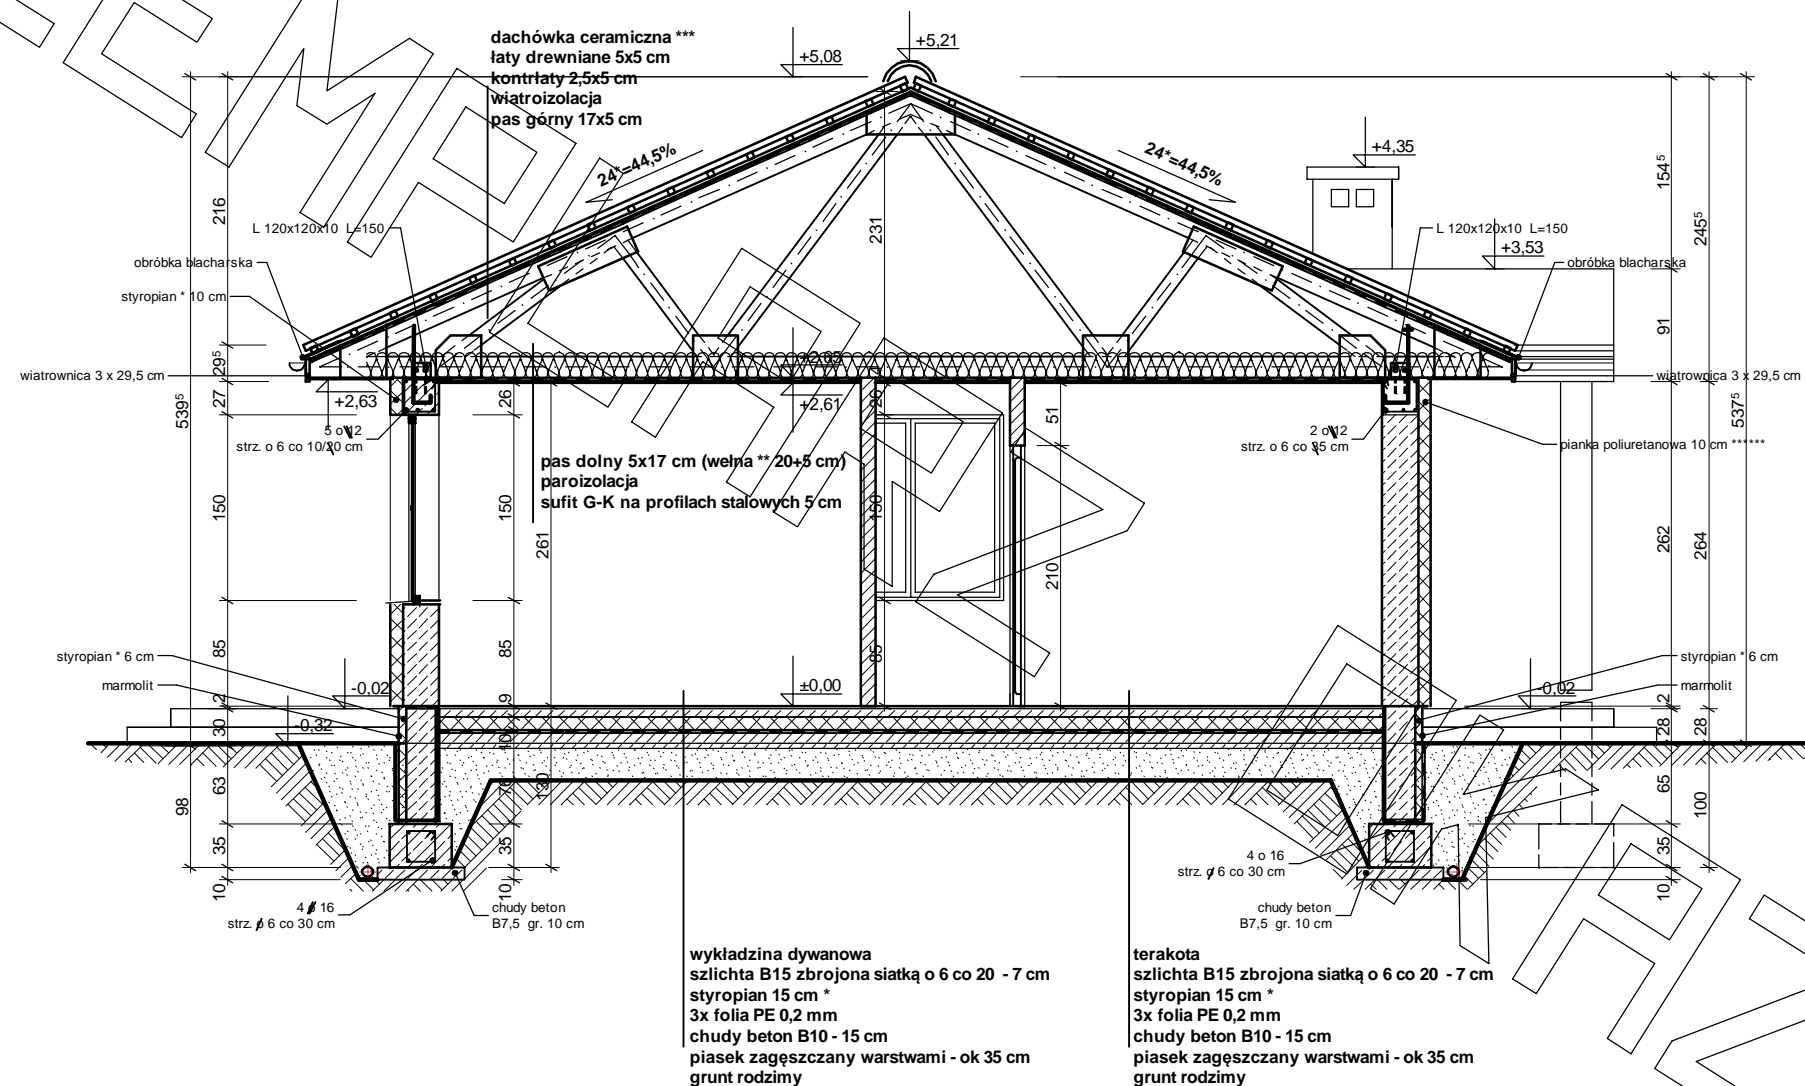 dachówka ceramiczna ***
łaty drewniane 5x5 cm
kontrłaty 2,5x5 cm
wiatroizolacja
pas górny 17x5 cm
+5,08
+5,21
+4,35
+3,53
24°=44,5%
24°=44,5%
L 120x120x10 L=150
obróbka blacharska
styropian * 10 cm
wiatrownica 3 x 29,5 cm
L 120x120x10 L=150
obróbka blacharska
wiatrownica 3 x 29,5 cm
pianka poliuretanowa 10 cm ******
216
29⁵
27
539⁵
150
85
2
30
63
98
35
10
231
+2,65
+2,63
+2,61
26
26
51
5 o 12
strz. o 6 co 10/20 cm
2 o 12
strz. o 6 co 35 cm
pas dolny 5x17 cm (wełna ** 20+5 cm)
paroizolacja
sufit G-K na profilach stalowych 5 cm
150
261
150
210
85
85
154⁵
245⁵
91
537⁵
262
264
2
28
28
65
100
35
10
styropian * 6 cm
marmolit
-0,02
-0,32
±0,00
-0,02
styropian * 6 cm
marmolit
9
10
130
35
10
4 ø 16
strz. ø 6 co 30 cm
chudy beton
B7,5 gr. 10 cm
4 o 16
strz. ø 6 co 30 cm
chudy beton
B7,5 gr. 10 cm
wykładzina dywanowa
szlichta B15 zbrojona siatką o 6 co 20 - 7 cm
styropian 15 cm *
3x folia PE 0,2 mm
chudy beton B10 - 15 cm
piasek zagęszczany warstwami - ok 35 cm
grunt rodzimy
terakota
szlichta B15 zbrojona siatką o 6 co 20 - 7 cm
styropian 15 cm *
3x folia PE 0,2 mm
chudy beton B10 - 15 cm
piasek zagęszczany warstwami - ok 35 cm
grunt rodzimy